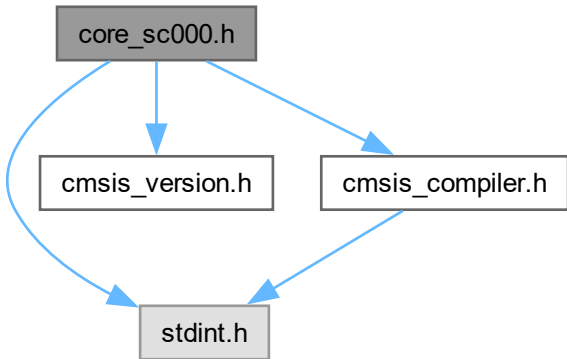 core_sc000.h
cmsis_version.h
cmsis_compiler.h
stdint.h